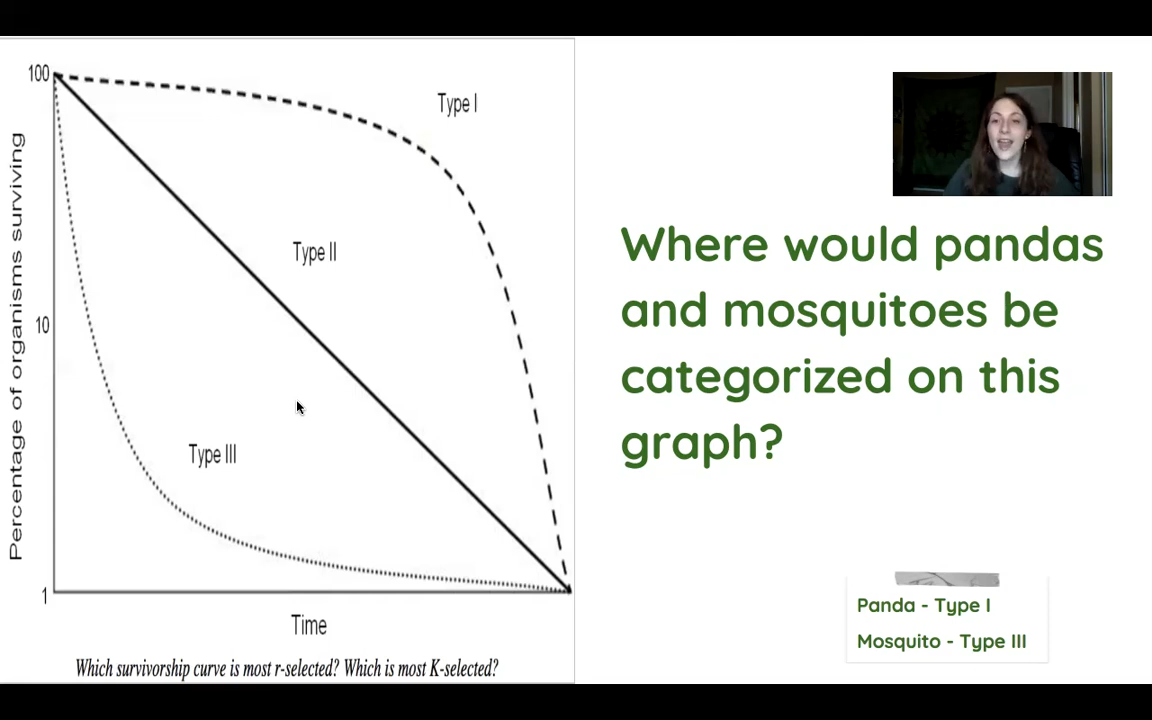 100
Type I
Percentage of organisms surviving
Type II
10
Type III
1
Time
Which survivorship curve is most r-selected? Which is most K-selected?
Where would pandas
and mosquitoes be
categorized on this
graph?
Panda - Type I
Mosquito - Type III